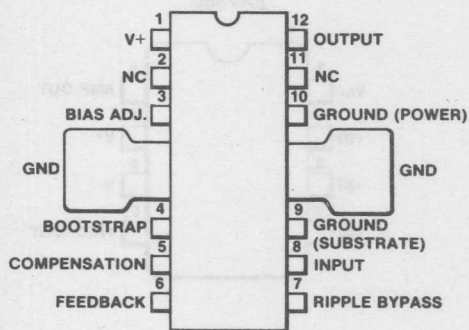 1
12
V+
OUTPUT
2
11
NC
NC
3
10
BIAS ADJ.
GROUND (POWER)
GND
GND
4
9
BOOTSTRAP
GROUND
(SUBSTRATE)
5
8
COMPENSATION
INPUT
6
7
FEEDBACK
RIPPLE BYPASS